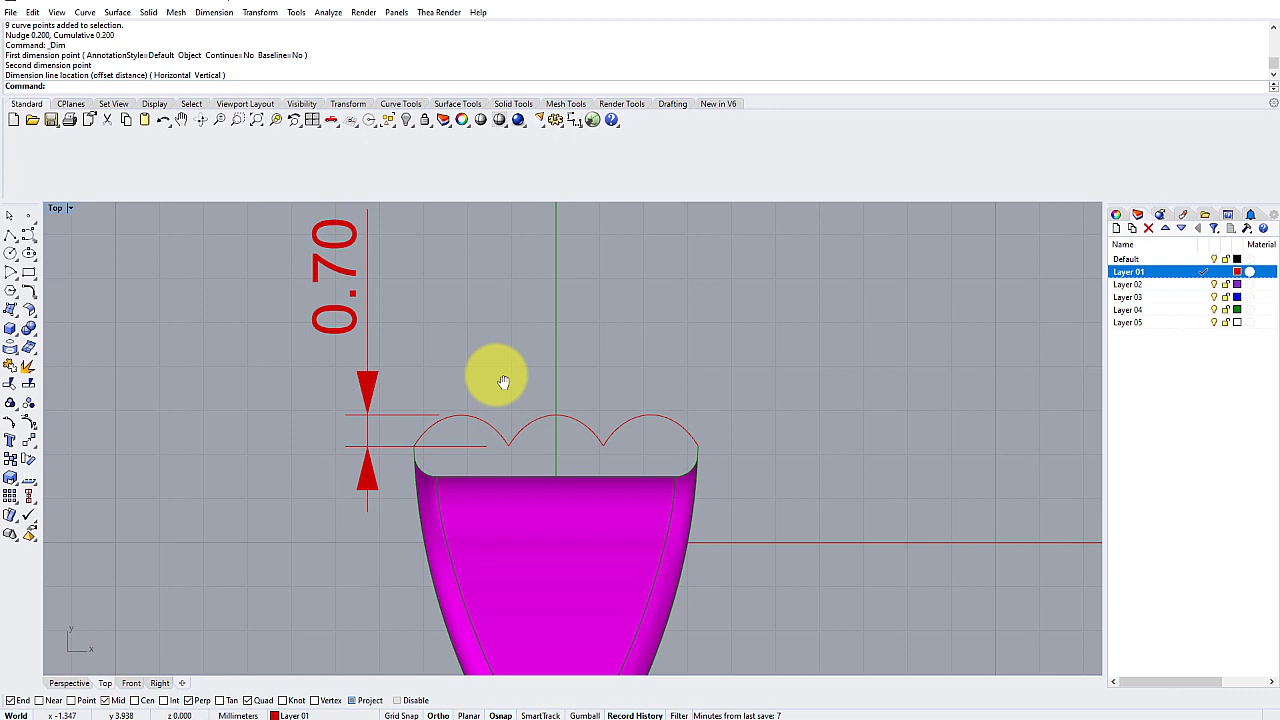 File Edit View Curve Surface Solid Mesh Dimension Transform Tools Analyze Render Panels Thea Render Help
9 curve points added to selection.
Nudge 0.200, Cumulative 0.200
Command: _Dim
First dimension point ( AnnotationStyle=Default Object Continue=No Baseline=No )
Second dimension point
Dimension line location (offset distance) ( Horizontal Vertical )
Command:
Standard CPlanes Set View Display Select Viewport Layout Visibility Transform Curve Tools Surface Tools Solid Tools Mesh Tools Render Tools Drafting New in V6
Top
0.70
Name Material
Default
Layer 01
Layer 02
Layer 03
Layer 04
Layer 05
y
x
Perspective Top Front Right
End Near Point Mid Cen Int Perp Tan Quad Knot Vertex Project Disable
World x -1.347 y 3.938 z 0.000 Millimeters Layer 01 Grid Snap Ortho Planar Osnap SmartTrack Gumball Record History Filter Minutes from last save: 7